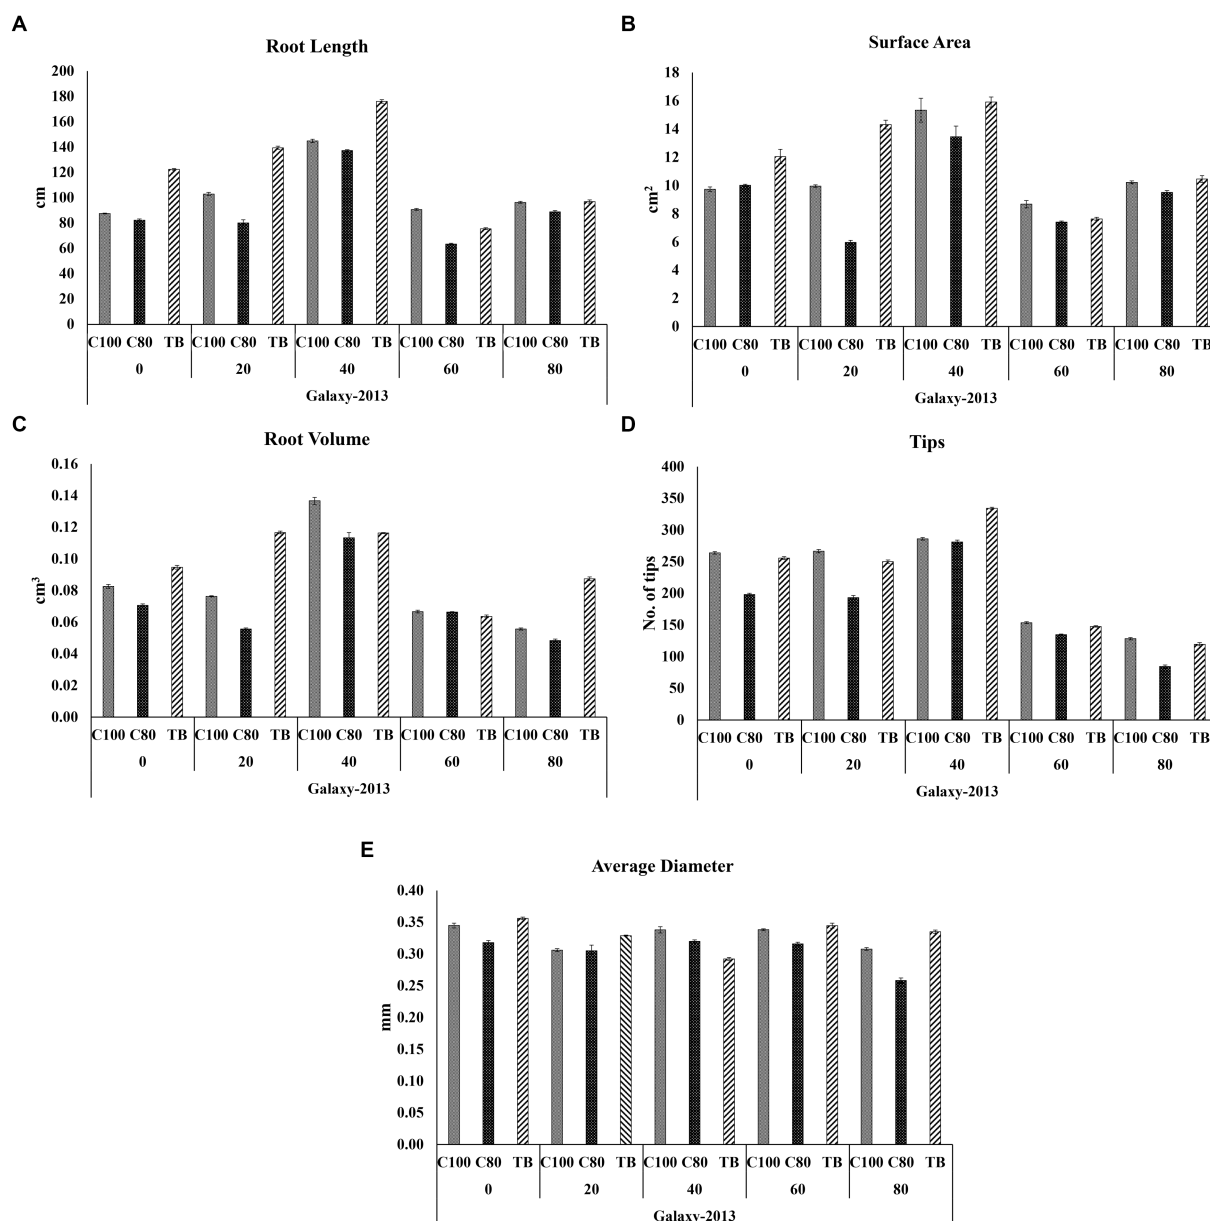 A
Root Length
cm
200
180
160
140
120
100
80
60
40
20
0
C100 C80 TB C100 C80 TB C100 C80 TB C100 C80 TB C100 C80 TB
0 20 40 60 80
Galaxy-2013
B
Surface Area
cm²
18
16
14
12
10
8
6
4
2
0
C100 C80 TB C100 C80 TB C100 C80 TB C100 C80 TB C100 C80 TB
0 20 40 60 80
Galaxy-2013
C
Root Volume
cm³
0.16
0.14
0.12
0.10
0.08
0.06
0.04
0.02
0.00
C100 C80 TB C100 C80 TB C100 C80 TB C100 C80 TB C100 C80 TB
0 20 40 60 80
Galaxy-2013
D
Tips
No. of tips
400
350
300
250
200
150
100
50
0
C100 C80 TB C100 C80 TB C100 C80 TB C100 C80 TB C100 C80 TB
0 20 40 60 80
Galaxy-2013
E
Average Diameter
mm
0.40
0.35
0.30
0.25
0.20
0.15
0.10
0.05
0.00
C100 C80 TB C100 C80 TB C100 C80 TB C100 C80 TB C100 C80 TB
0 20 40 60 80
Galaxy-2013